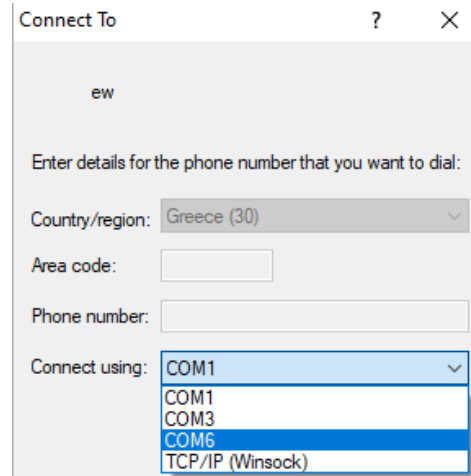 Connect To ? X
ew
Enter details for the phone number that you want to dial:
Country/region: Greece (30)
Area code:
Phone number:
Connect using: COM1
COM1
COM3
COM6
TCP/IP (Winsock)